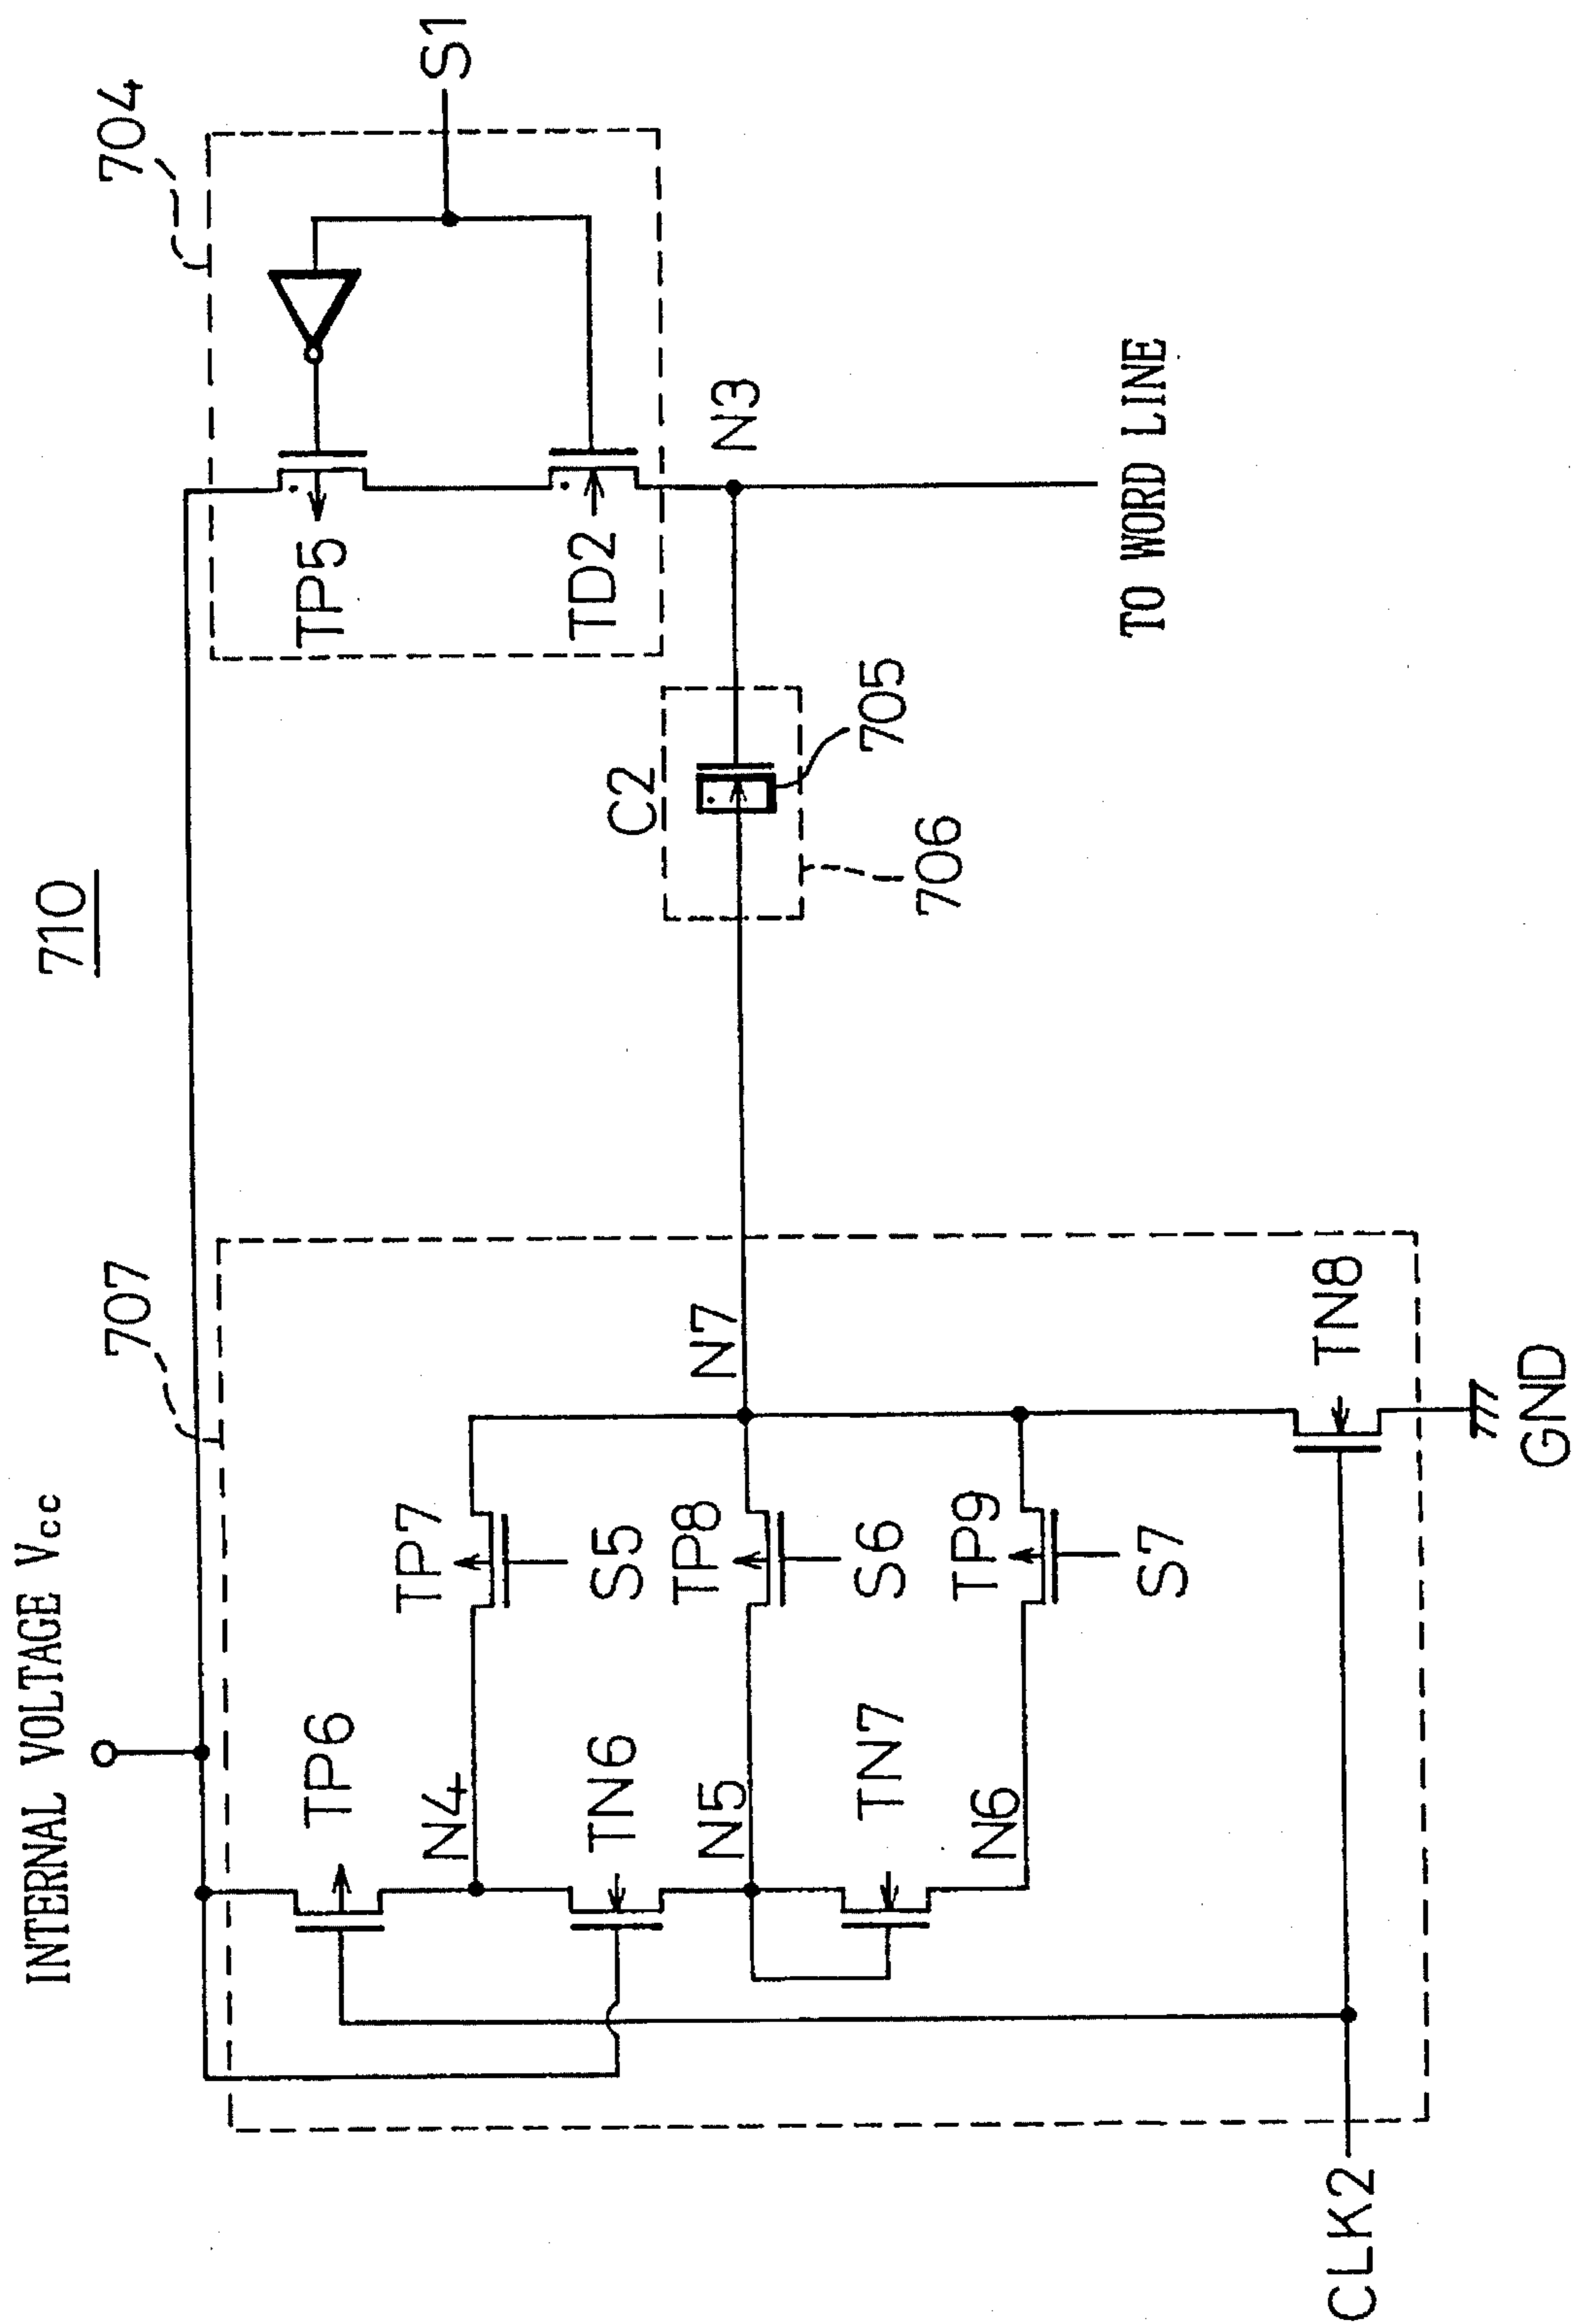 710
INTERNAL VOLTAGE Vcc
707
704
TP6
TP5
S1
N4
TP7
S5
TN6
C2
TD2
N7
N5
TP8
N3
S6
705
TN7
706
N6
TP9
S7
TO WORD LINE
TN8
CLK2
GND